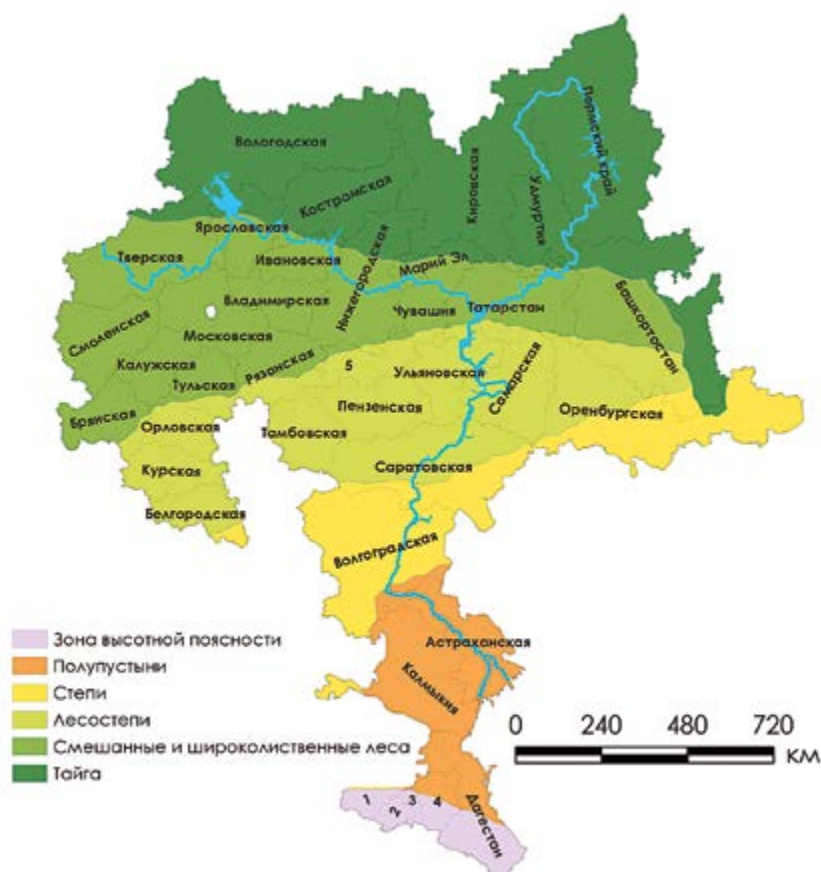 Вологодская
Костромская
Кировская
Удмуртия
Пермский край
Ярославская
Тверская
Ивановская
Нижегородская
Марий Эл
Владимирская
Чувашия
Татарстан
Башкортостан
Смоленская
Московская
Калужская
Тульская
Рязанская
5
Ульяновская
Самарская
Брянская
Орловская
Тамбовская
Пензенская
Оренбургская
Курская
Саратовская
Белгородская
Волгоградская
Астраханская
Калмыкия
Зона высотной поясности
Полупустыни
Степи
Лесостепи
Смешанные и широколиственные леса
Тайга
0 240 480 720
км
1 2 3 4
Дагестан